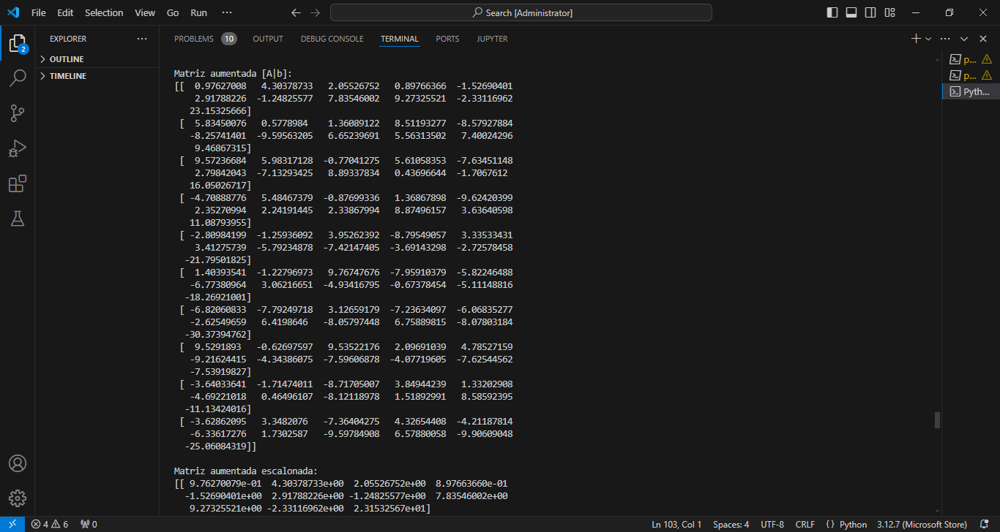 File Edit Selection View Go Run ··· Search [Administrator]
EXPLORER ···
OUTLINE
TIMELINE
2
PROBLEMS 10 OUTPUT DEBUG CONSOLE TERMINAL PORTS JUPYTER
p...
p...
Pyth...
Matriz aumentada [A|b]:
[[ 0.97627008 4.30378733 2.05526752 0.89766366 -1.52690401
2.91788226 -1.24825577 7.83546002 9.27325521 -2.33116962
23.15325666]
[ 5.83450076 0.5778984 1.36089122 8.51193277 -8.57927884
-8.25741401 -9.59563205 6.65239691 5.56313502 7.40024296
9.46867315]
[ 9.57236684 5.98317128 -0.77041275 5.61058353 -7.63451148
2.79842043 -7.13293425 8.89337834 0.43696644 -1.7067612
16.05026717]
[ -4.70888776 5.48467379 -0.87699336 1.36867898 -9.62420399
2.35270994 2.24191445 2.33867994 8.87496157 3.63640598
11.08793955]
[ -2.80984199 -1.25936092 3.95262392 -8.79549057 3.33533431
3.41275739 -5.79234878 -7.42147405 -3.69143298 -2.72578458
-21.79501825]
[ 1.40393541 -1.22796973 9.76747676 -7.95910379 -5.82246488
-6.77380964 3.06216651 -4.93416795 -0.67378454 -5.11148816
-18.26921001]
[ -6.82060833 -7.79249718 3.12659179 -7.23634097 -6.06835277
-2.62549659 6.4198646 -8.05797448 6.75889815 -8.07803184
-30.37394762]
[ 9.5291893 -0.62697597 9.53522176 2.09691039 4.78527159
-9.21624415 -4.34386075 -7.59606878 -4.07719605 -7.62544562
-7.53919827]
[ -3.64033641 -1.71474011 -8.71705007 3.84944239 1.33202908
-4.69221018 0.46496107 -8.12118978 1.51892991 8.58592395
-11.13424016]
[ -3.62862095 3.3482076 -7.36404275 4.32654408 -4.21187814
-6.33617276 1.7302587 -9.59784908 6.57880058 -9.90609048
-25.06084319]]
Matriz aumentada escalonada:
[[ 9.76270079e-01 4.30378733e+00 2.05526752e+00 8.97663660e-01
-1.52690401e+00 2.91788226e+00 -1.24825577e+00 7.83546002e+00
9.27325521e+00 -2.33116962e+00 2.31532567e+01]
4 6 0 Ln 103, Col 1 Spaces: 4 UTF-8 CRLF {} Python 3.12.7 (Microsoft Store)